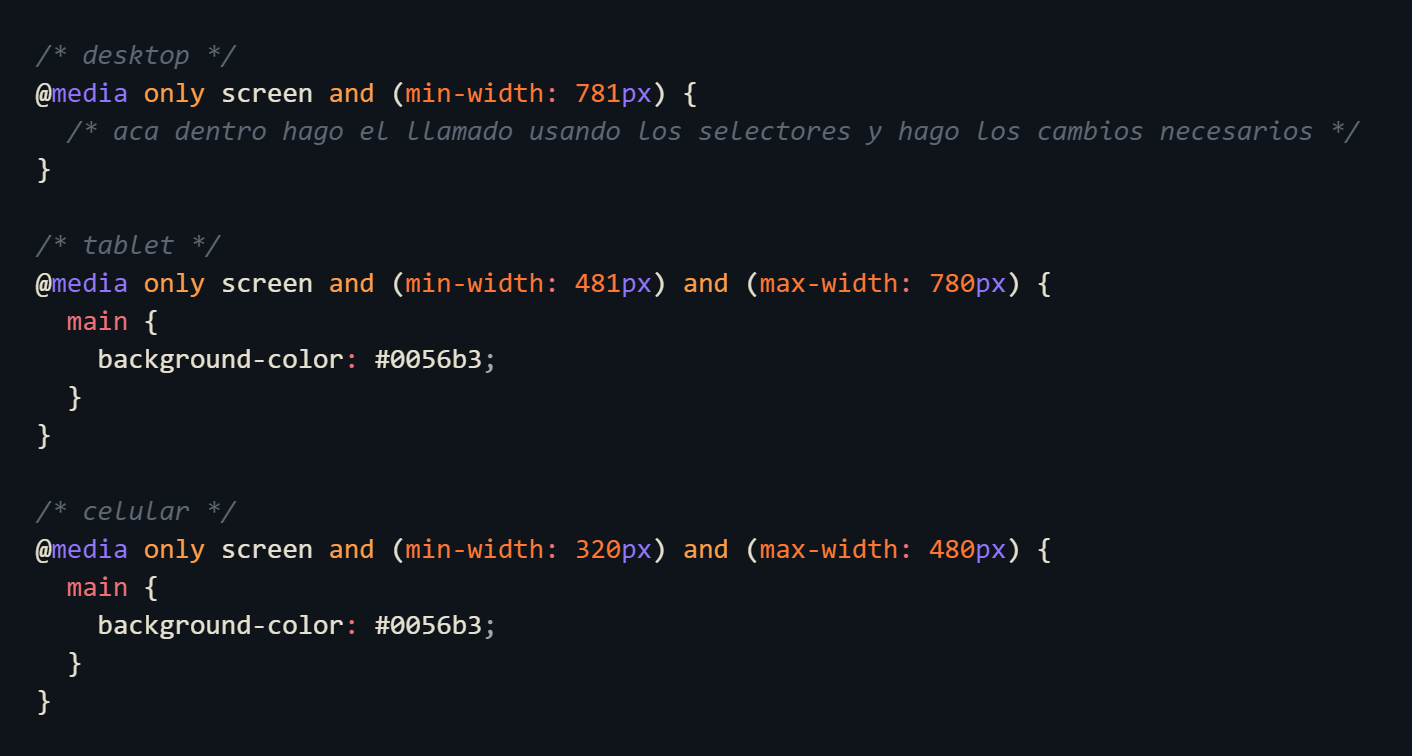 /* desktop */
@media only screen and (min-width: 781px) {
  /* aca dentro hago el llamado usando los selectores y hago los cambios necesarios */
}

/* tablet */
@media only screen and (min-width: 481px) and (max-width: 780px) {
  main {
    background-color: #0056b3;
  }
}

/* celular */
@media only screen and (min-width: 320px) and (max-width: 480px) {
  main {
    background-color: #0056b3;
  }
}